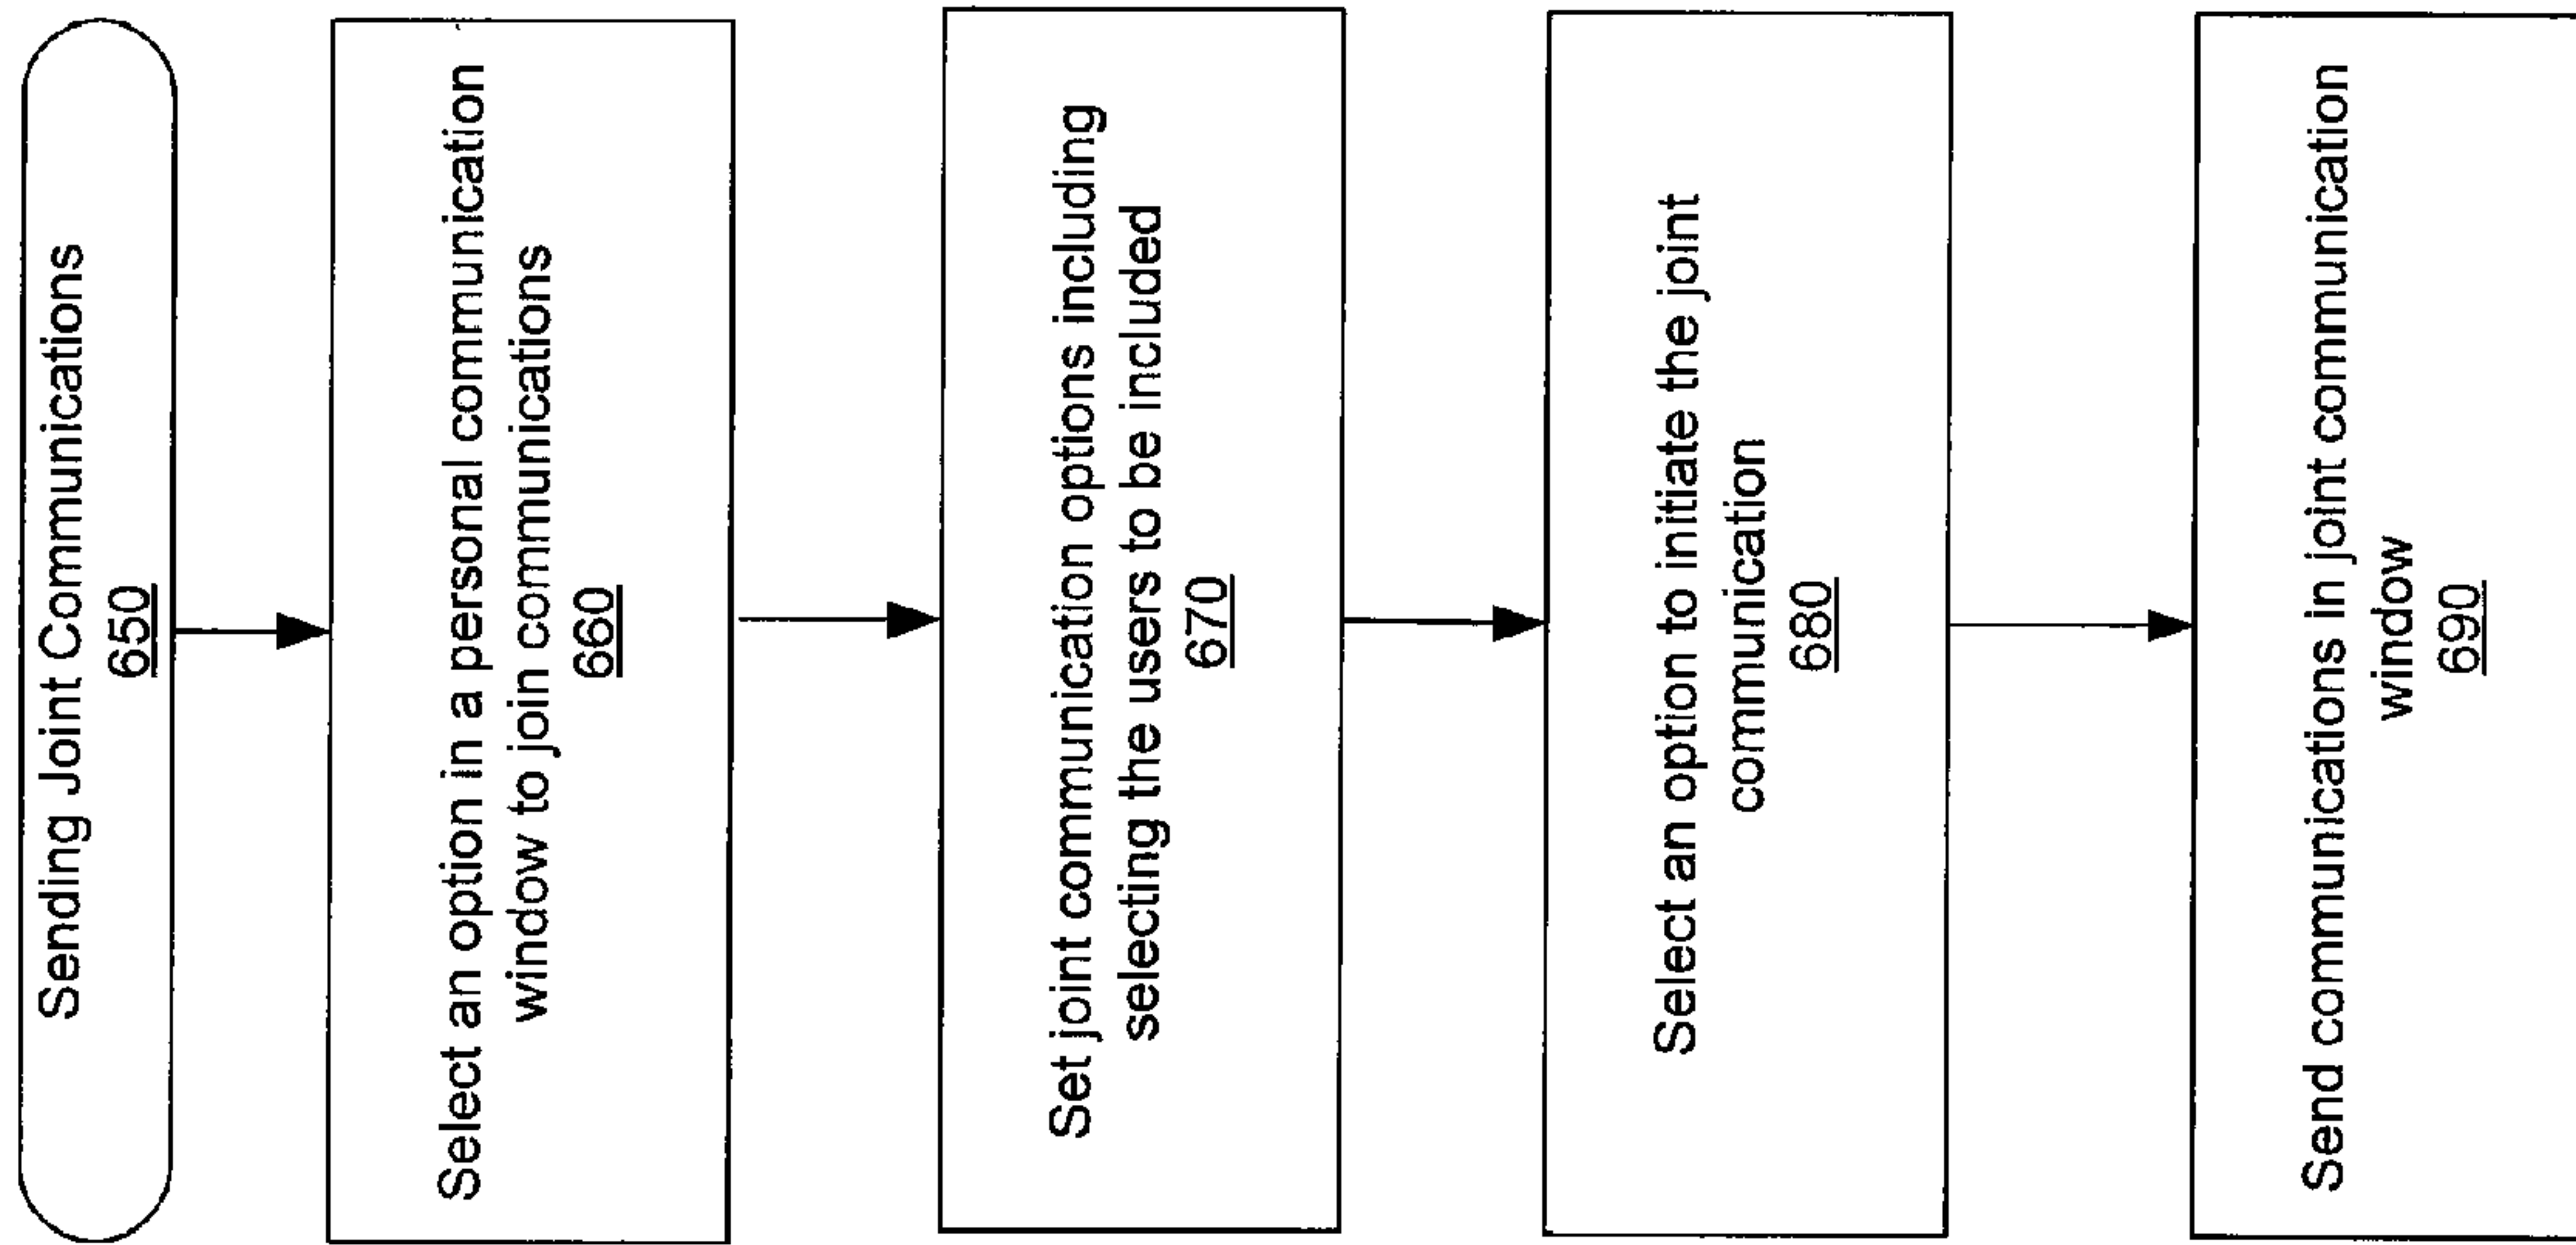 Sending Joint Communications
650
Select an option in a personal communication
window to join communications
660
Set joint communication options including
selecting the users to be included
670
Select an option to initiate the joint
communication
680
Send communications in joint communication
window
690